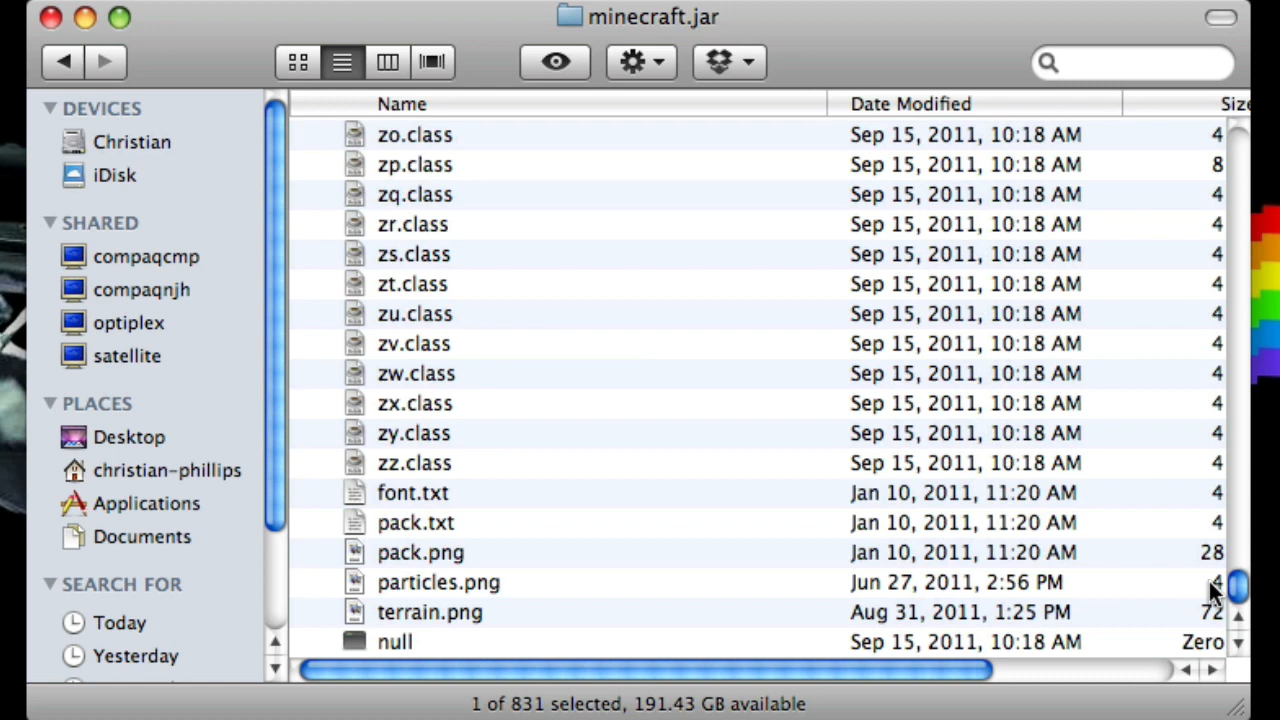 minecraft.jar
Name Date Modified Size
DEVICES
Christian
iDisk
SHARED
compaqcmp
compaqnjh
optiplex
satellite
PLACES
Desktop
christian-phillips
Applications
Documents
SEARCH FOR
Today
Yesterday
zo.class Sep 15, 2011, 10:18 AM 4
zp.class Sep 15, 2011, 10:18 AM 8
zq.class Sep 15, 2011, 10:18 AM 4
zr.class Sep 15, 2011, 10:18 AM 4
zs.class Sep 15, 2011, 10:18 AM 4
zt.class Sep 15, 2011, 10:18 AM 4
zu.class Sep 15, 2011, 10:18 AM 4
zv.class Sep 15, 2011, 10:18 AM 4
zw.class Sep 15, 2011, 10:18 AM 4
zx.class Sep 15, 2011, 10:18 AM 4
zy.class Sep 15, 2011, 10:18 AM 4
zz.class Sep 15, 2011, 10:18 AM 4
font.txt Jan 10, 2011, 11:20 AM 4
pack.txt Jan 10, 2011, 11:20 AM 4
pack.png Jan 10, 2011, 11:20 AM 28
particles.png Jun 27, 2011, 2:56 PM 4
terrain.png Aug 31, 2011, 1:25 PM 72
null Sep 15, 2011, 10:18 AM Zero
1 of 831 selected, 191.43 GB available